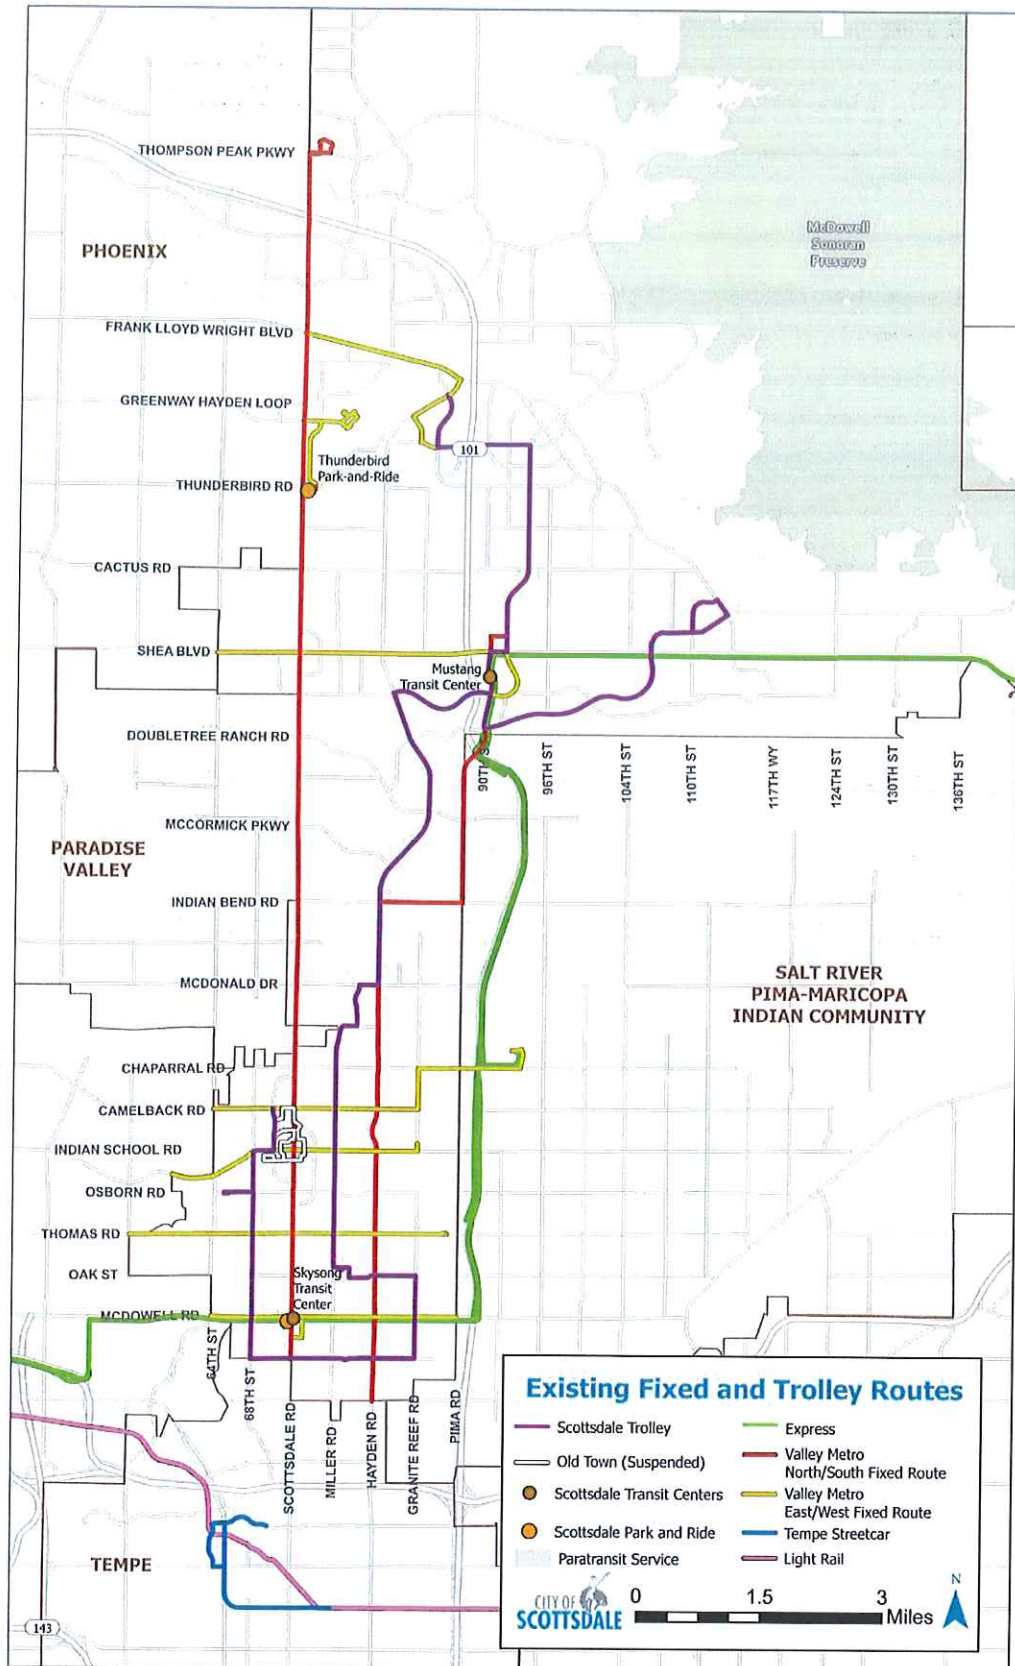 THOMPSON PEAK PKWY
PHOENIX
McDowell
Sonoran
Preserve
FRANK LLOYD WRIGHT BLVD
GREENWAY HAYDEN LOOP
101
Thunderbird
Park-and-Ride
THUNDERBIRD RD
CACTUS RD
SHEA BLVD
Mustang
Transit Center
DOUBLETREE RANCH RD
90TH ST
96TH ST
104TH ST
110TH ST
117TH WY
124TH ST
130TH ST
136TH ST
MCCORMICK PKWY
PARADISE
VALLEY
INDIAN BEND RD
MCDONALD DR
SALT RIVER
PIMA-MARICOPA
INDIAN COMMUNITY
CHAPARRAL RD
CAMELBACK RD
INDIAN SCHOOL RD
OSBORN RD
THOMAS RD
OAK ST
Skysong
Transit
Center
MCDOWELL RD
64TH ST
68TH ST
SCOTTSDALE RD
MILLER RD
HAYDEN RD
GRANITE REEF RD
PIMA RD
TEMPE
143
Existing Fixed and Trolley Routes
Scottsdale Trolley
Old Town (Suspended)
Scottsdale Transit Centers
Scottsdale Park and Ride
Paratransit Service
Express
Valley Metro
North/South Fixed Route
Valley Metro
East/West Fixed Route
Tempe Streetcar
Light Rail
CITY OF
SCOTTSDALE
0 1.5 3
Miles
N